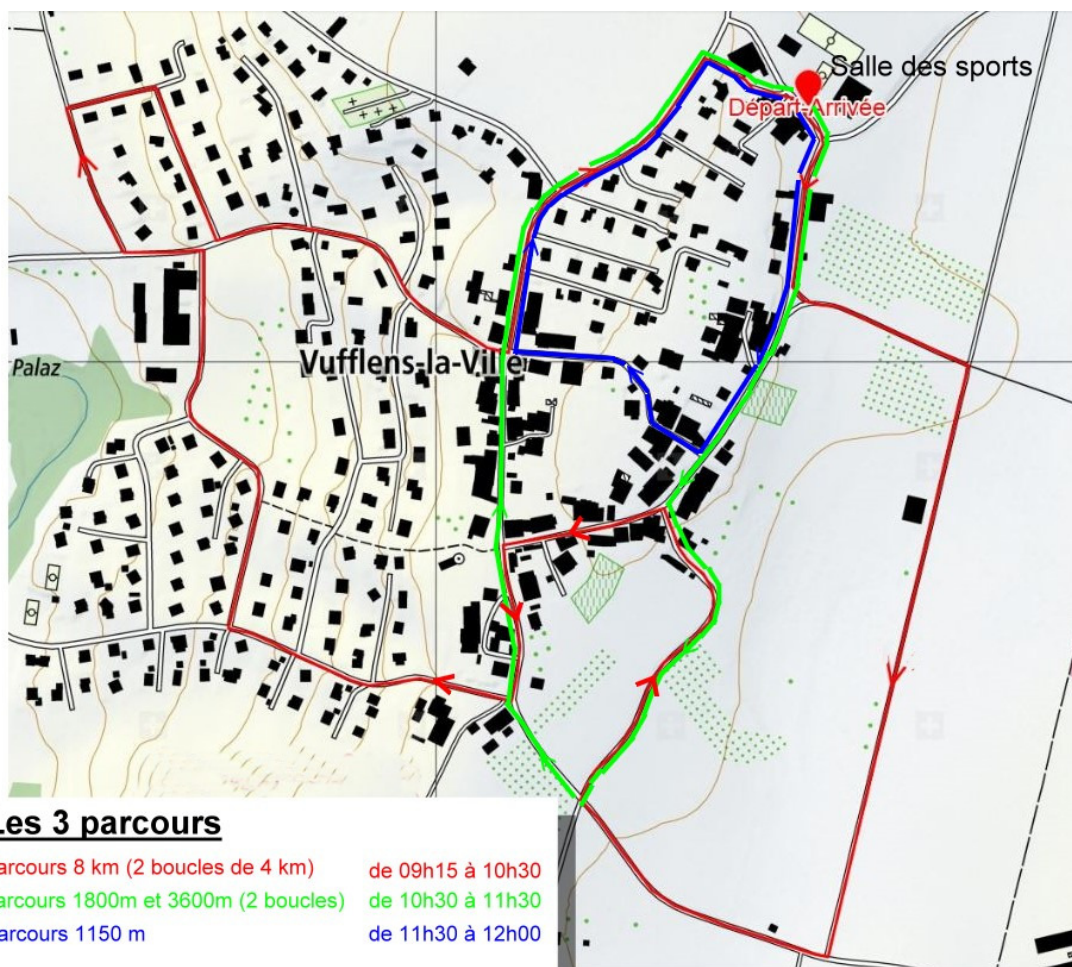 Salle des sports
Départ-Arrivée
Palaz
Vufflens-la-Ville
Les 3 parcours
arcours 8 km (2 boucles de 4 km) de 09h15 à 10h30
arcours 1800m et 3600m (2 boucles) de 10h30 à 11h30
arcours 1150 m de 11h30 à 12h00